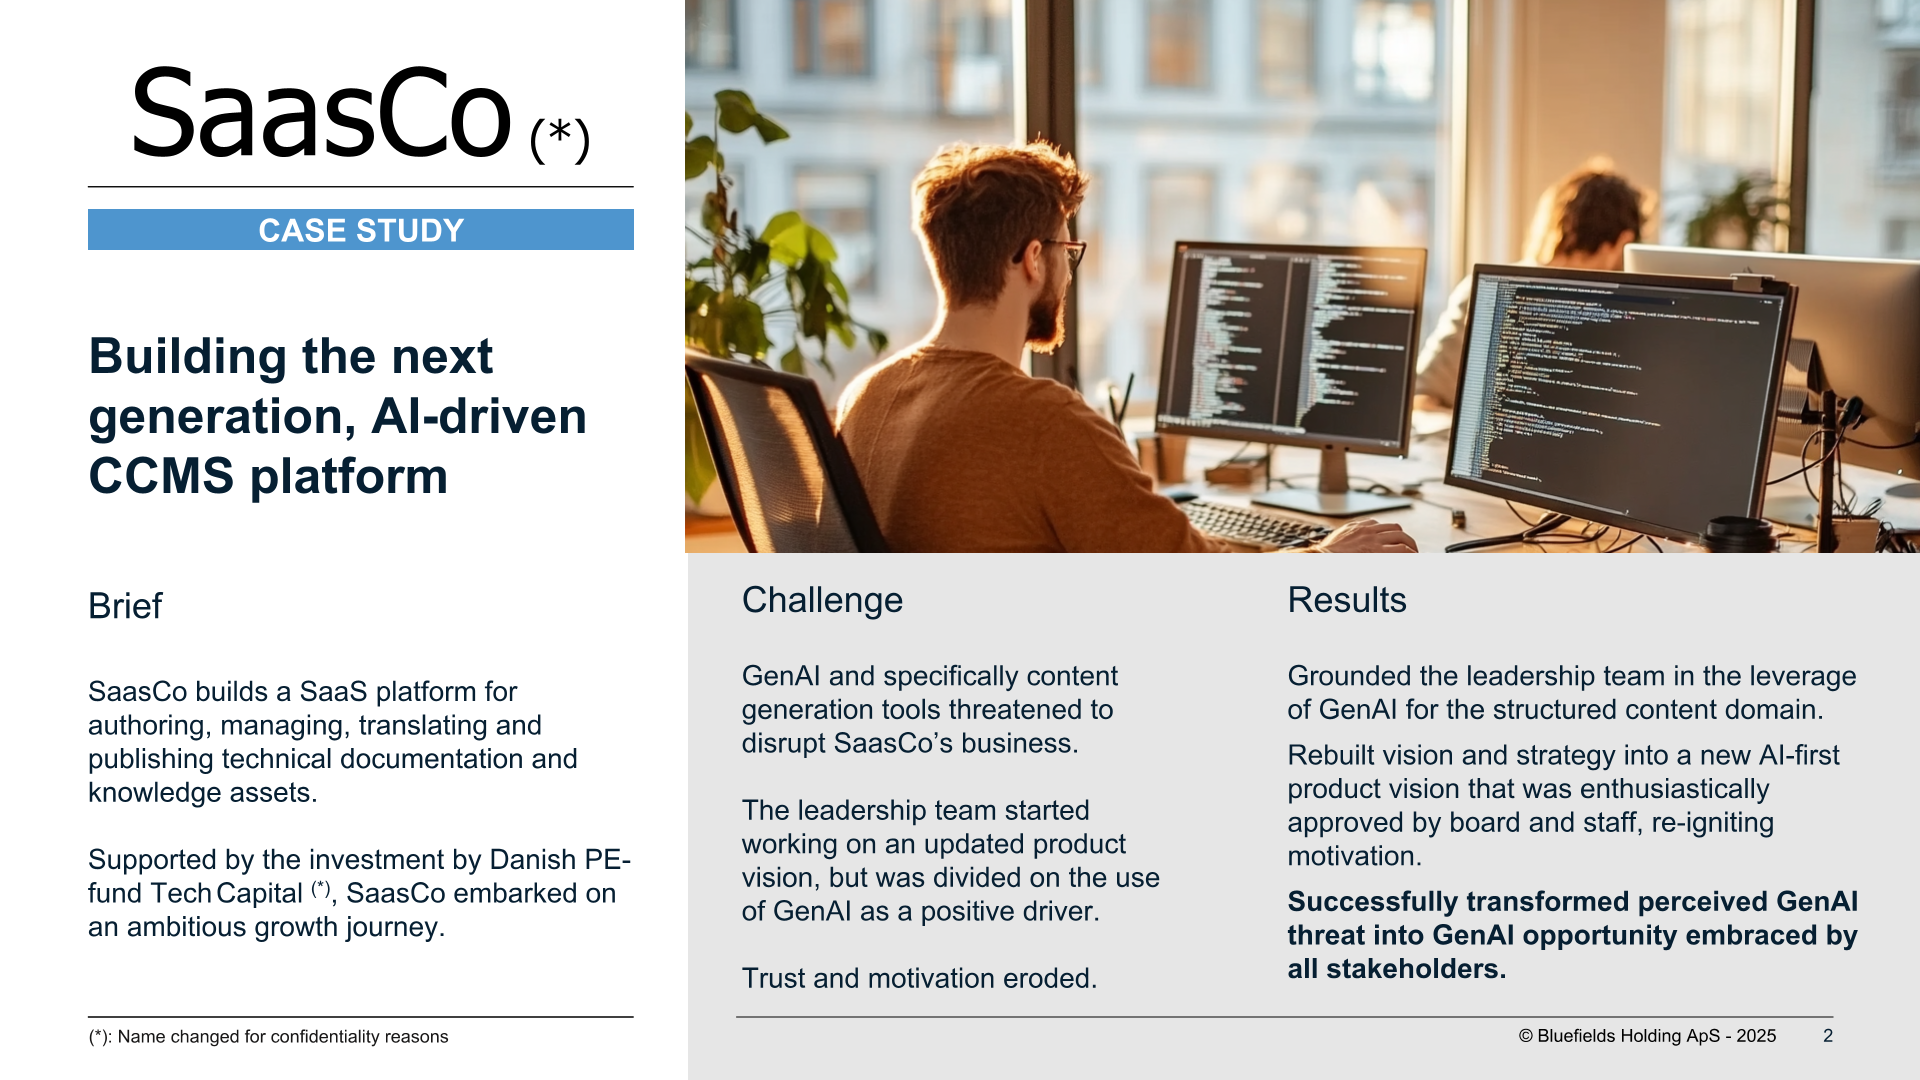 SaasCo (*)
CASE STUDY
Building the next
generation, AI-driven
CCMS platform
Brief
SaasCo builds a SaaS platform for
authoring, managing, translating and
publishing technical documentation and
knowledge assets.
Supported by the investment by Danish PE-
fund Tech Capital (*), SaasCo embarked on
an ambitious growth journey.
(*): Name changed for confidentiality reasons
Challenge
GenAI and specifically content
generation tools threatened to
disrupt SaasCo’s business.
The leadership team started
working on an updated product
vision, but was divided on the use
of GenAI as a positive driver.
Trust and motivation eroded.
Results
Grounded the leadership team in the leverage
of GenAI for the structured content domain.
Rebuilt vision and strategy into a new AI-first
product vision that was enthusiastically
approved by board and staff, re-igniting
motivation.
Successfully transformed perceived GenAI
threat into GenAI opportunity embraced by
all stakeholders.
© Bluefields Holding ApS - 2025 2